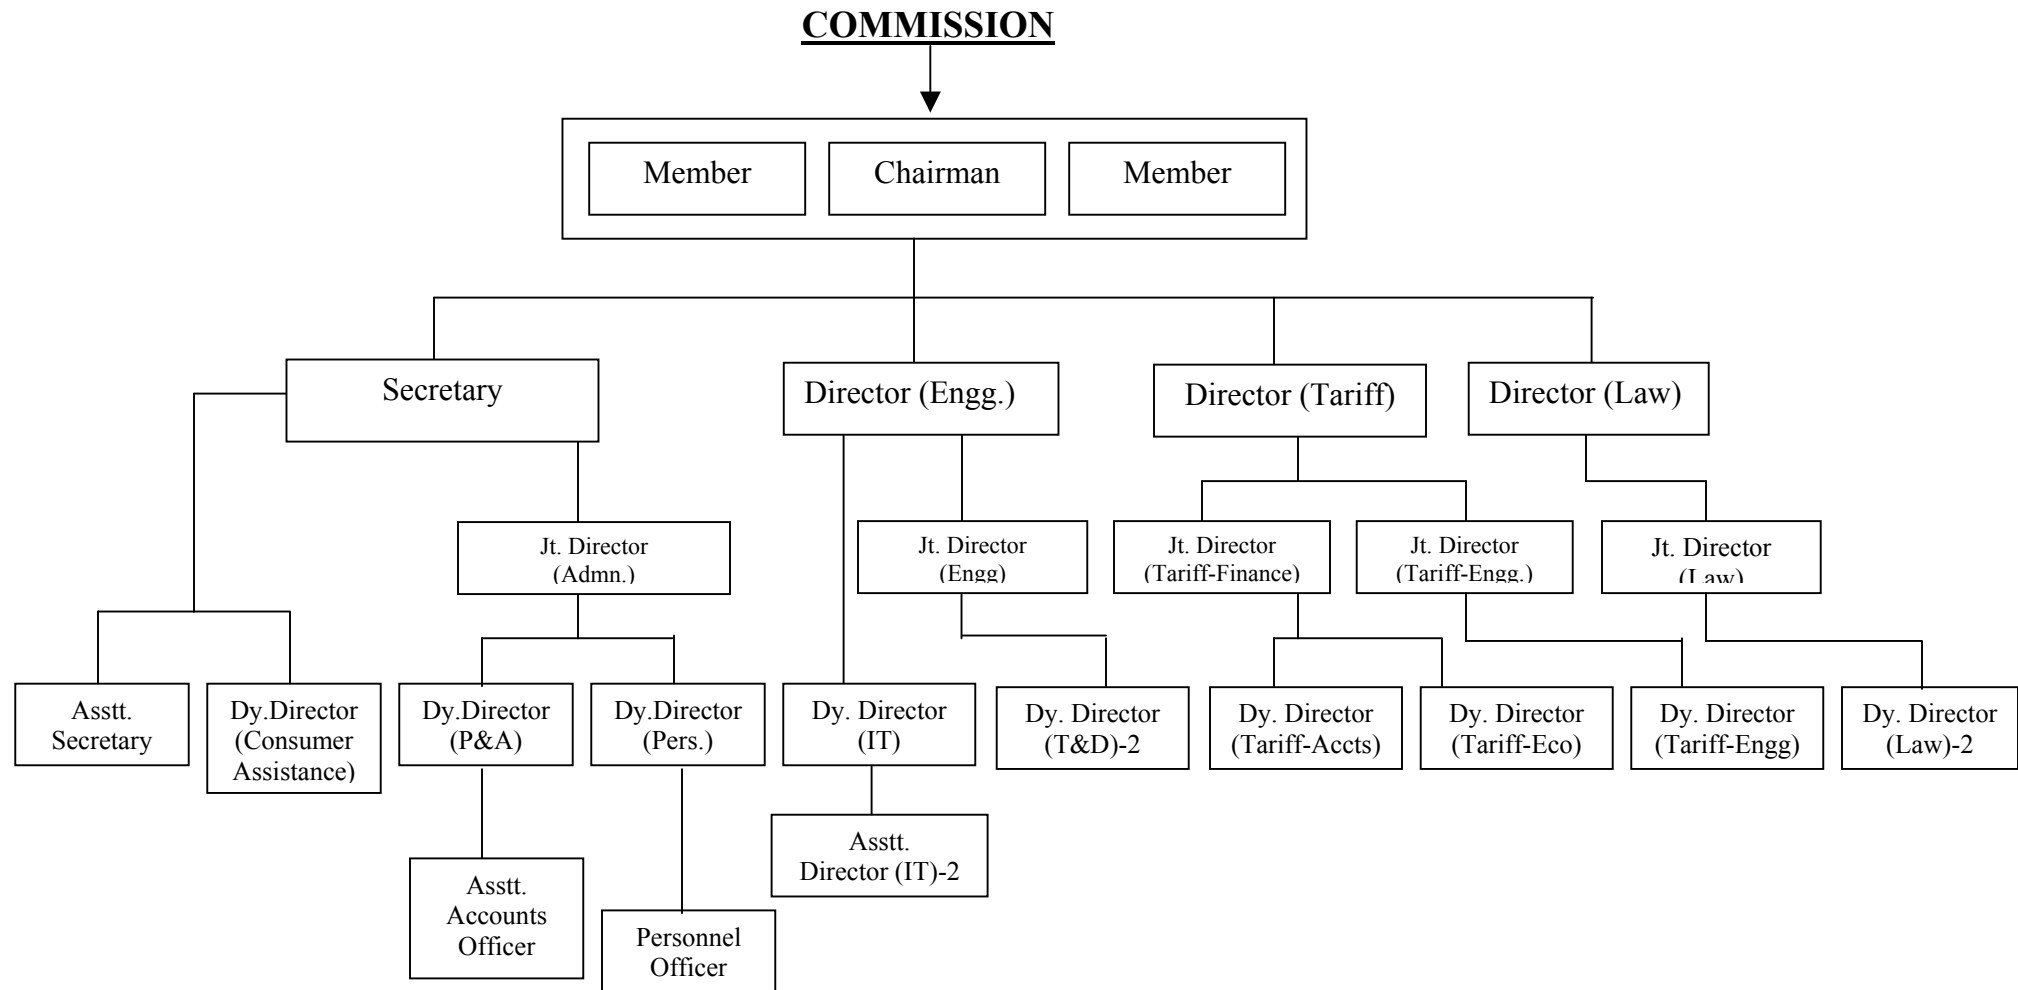 COMMISSION
Member
Chairman
Member
Secretary
Director (Engg.)
Director (Tariff)
Director (Law)
Jt. Director
(Admn.)
Jt. Director
(Engg)
Jt. Director
(Tariff-Finance)
Jt. Director
(Tariff-Engg.)
Jt. Director
(Law)
Asstt.
Secretary
Dy.Director
(Consumer
Assistance)
Dy.Director
(P&A)
Dy.Director
(Pers.)
Dy. Director
(IT)
Dy. Director
(T&D)-2
Dy. Director
(Tariff-Accts)
Dy. Director
(Tariff-Eco)
Dy. Director
(Tariff-Engg)
Dy. Director
(Law)-2
Asstt.
Accounts
Officer
Personnel
Officer
Asstt.
Director (IT)-2